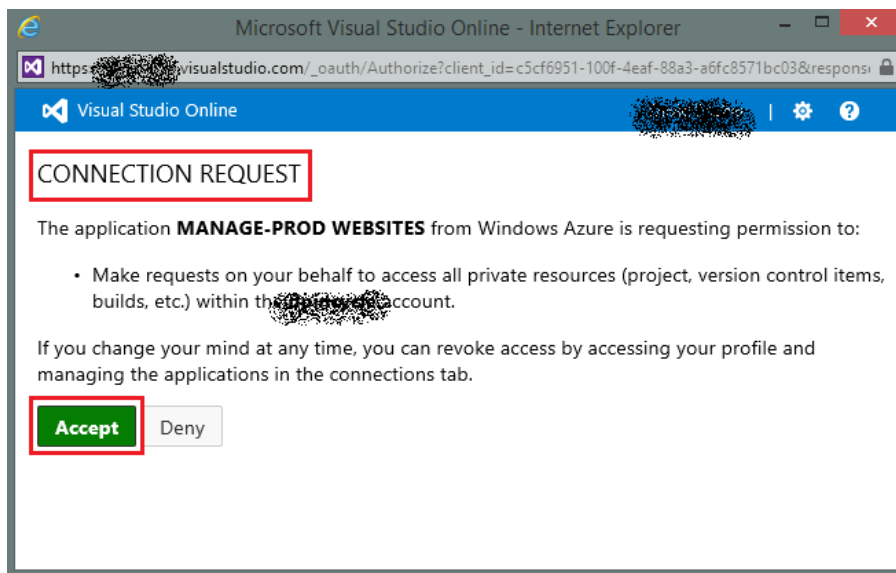 Microsoft Visual Studio Online - Internet Explorer
https visualstudio.com/_oauth/Authorize?client_id=c5cf6951-100f-4eaf-88a3-a6fc8571bc03&respons
Visual Studio Online | ?
CONNECTION REQUEST
The application MANAGE-PROD WEBSITES from Windows Azure is requesting permission to:
• Make requests on your behalf to access all private resources (project, version control items,
builds, etc.) within the account.
If you change your mind at any time, you can revoke access by accessing your profile and
managing the applications in the connections tab.
Accept Deny